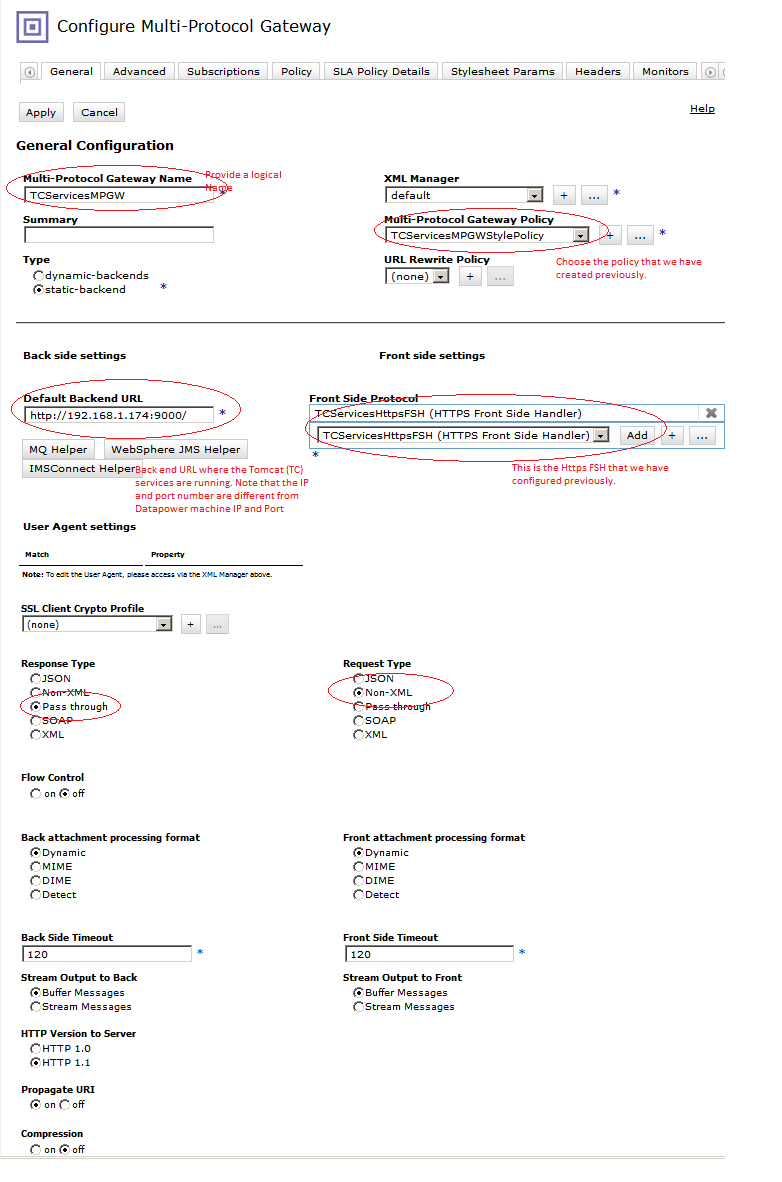 Configure Multi-Protocol Gateway
General Advanced Subscriptions Policy SLA Policy Details Stylesheet Params Headers Monitors
Apply Cancel
Help
General Configuration
Multi-Protocol Gateway Name
TCServicesMPGW *
Provide a logical
Name
Summary
Type
dynamic-backends
static-backend *
XML Manager
default + ... *
Multi-Protocol Gateway Policy
TCServicesMPGWStylePolicy + ... *
URL Rewrite Policy
(none) + ...
Choose the policy that we have
created previously.
Back side settings
Front side settings
Default Backend URL
http://192.168.1.174:9000/ *
MQ Helper WebSphere JMS Helper
IMSConnect Helper
Back end URL where the Tomcat (TC)
services are running. Note that the IP
and port number are different from
Datapower machine IP and Port
Front Side Protocol
TCServicesHttpsFSH (HTTPS Front Side Handler)
TCServicesHttpsFSH (HTTPS Front Side Handler) Add + ...
*
This is the Https FSH that we have
configured previously.
User Agent settings
Match Property
Note: To edit the User Agent, please access via the XML Manager above.
SSL Client Crypto Profile
(none) + ...
Response Type
JSON
Non-XML
Pass through
SOAP
XML
Request Type
JSON
Non-XML
Pass through
SOAP
XML
Flow Control
on off
Back attachment processing format
Dynamic
MIME
DIME
Detect
Front attachment processing format
Dynamic
MIME
DIME
Detect
Back Side Timeout
120 *
Front Side Timeout
120 *
Stream Output to Back
Buffer Messages
Stream Messages
Stream Output to Front
Buffer Messages
Stream Messages
HTTP Version to Server
HTTP 1.0
HTTP 1.1
Propagate URI
on off
Compression
on off